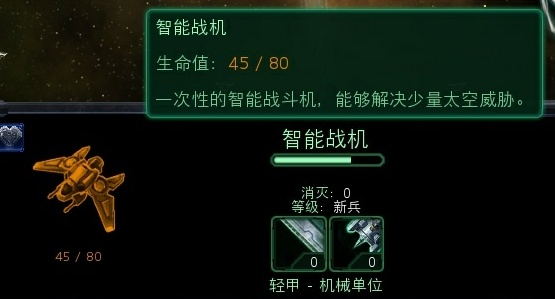 智能战机
生命值: 45 / 80
一次性的智能战斗机, 能够解决少量太空威胁。
智能战机
消灭: 0
等级: 新兵
45 / 80
0 0
轻甲 - 机械单位